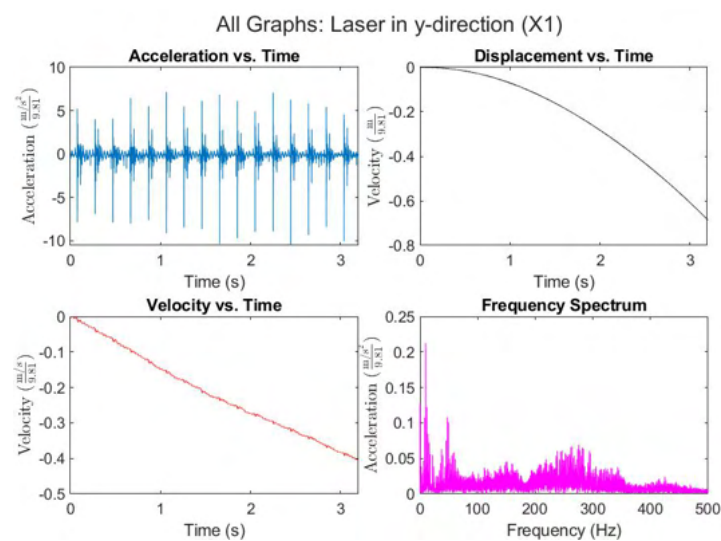 All Graphs: Laser in y-direction (X1)
Acceleration vs. Time
10
5
0
-5
-10
Acceleration (m/s²/9.81)
0 1 2 3
Time (s)
Displacement vs. Time
0
-0.2
-0.4
-0.6
-0.8
Velocity (m/9.81)
0 1 2 3
Time (s)
Velocity vs. Time
0
-0.1
-0.2
-0.3
-0.4
-0.5
Velocity (m/s/9.81)
0 1 2 3
Time (s)
Frequency Spectrum
0.25
0.2
0.15
0.1
0.05
0
Acceleration (m/s²/9.81)
0 100 200 300 400 500
Frequency (Hz)